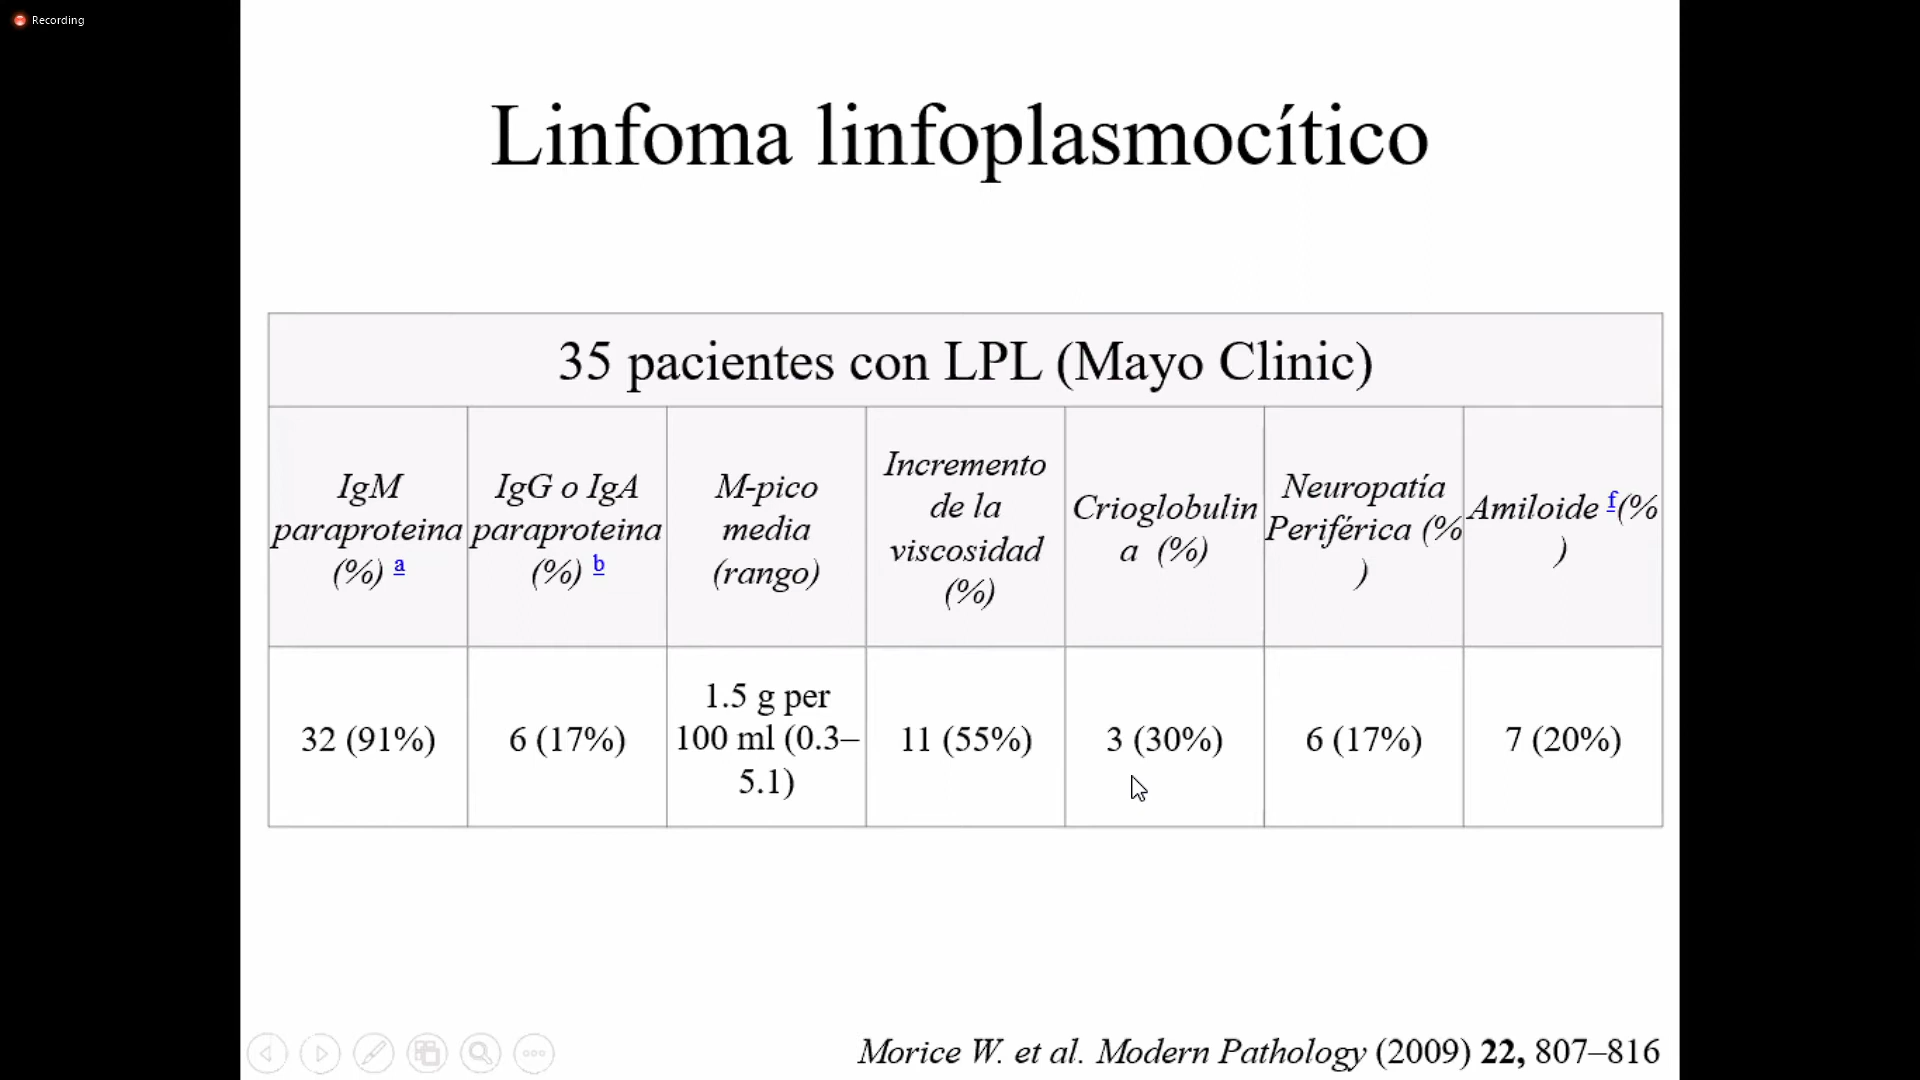 Recording
Linfoma linfoplasmocítico
35 pacientes con LPL (Mayo Clinic)
IgM
paraproteina
(%) a
IgG o IgA
paraproteina
(%) b
M-pico
media
(rango)
Incremento
de la
viscosidad
(%)
Crioglobulin
a (%)
Neuropatía
Periférica (%
)
Amiloide f(%
)
32 (91%)
6 (17%)
1.5 g per
100 ml (0.3–
5.1)
11 (55%)
3 (30%)
6 (17%)
7 (20%)
Morice W. et al. Modern Pathology (2009) 22, 807–816